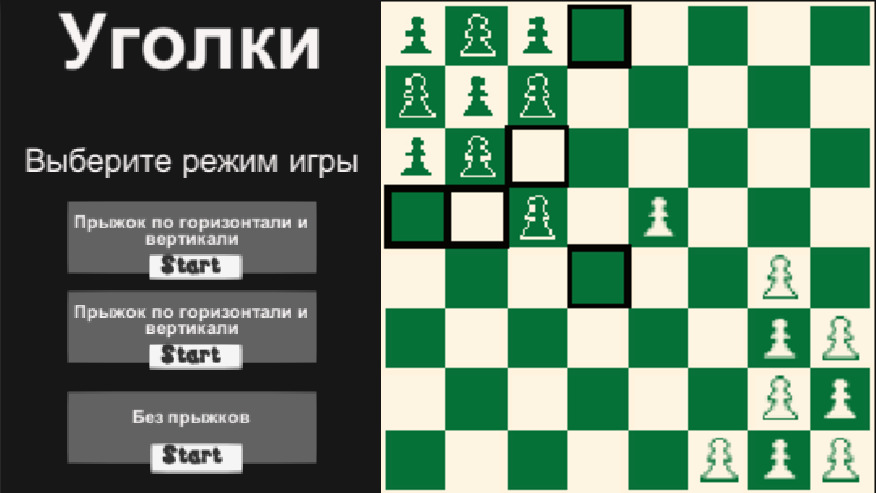 Уголки
Выберите режим игры
Прыжок по горизонтали и
вертикали
Start
Прыжок по горизонтали и
вертикали
Start
Без прыжков
Start